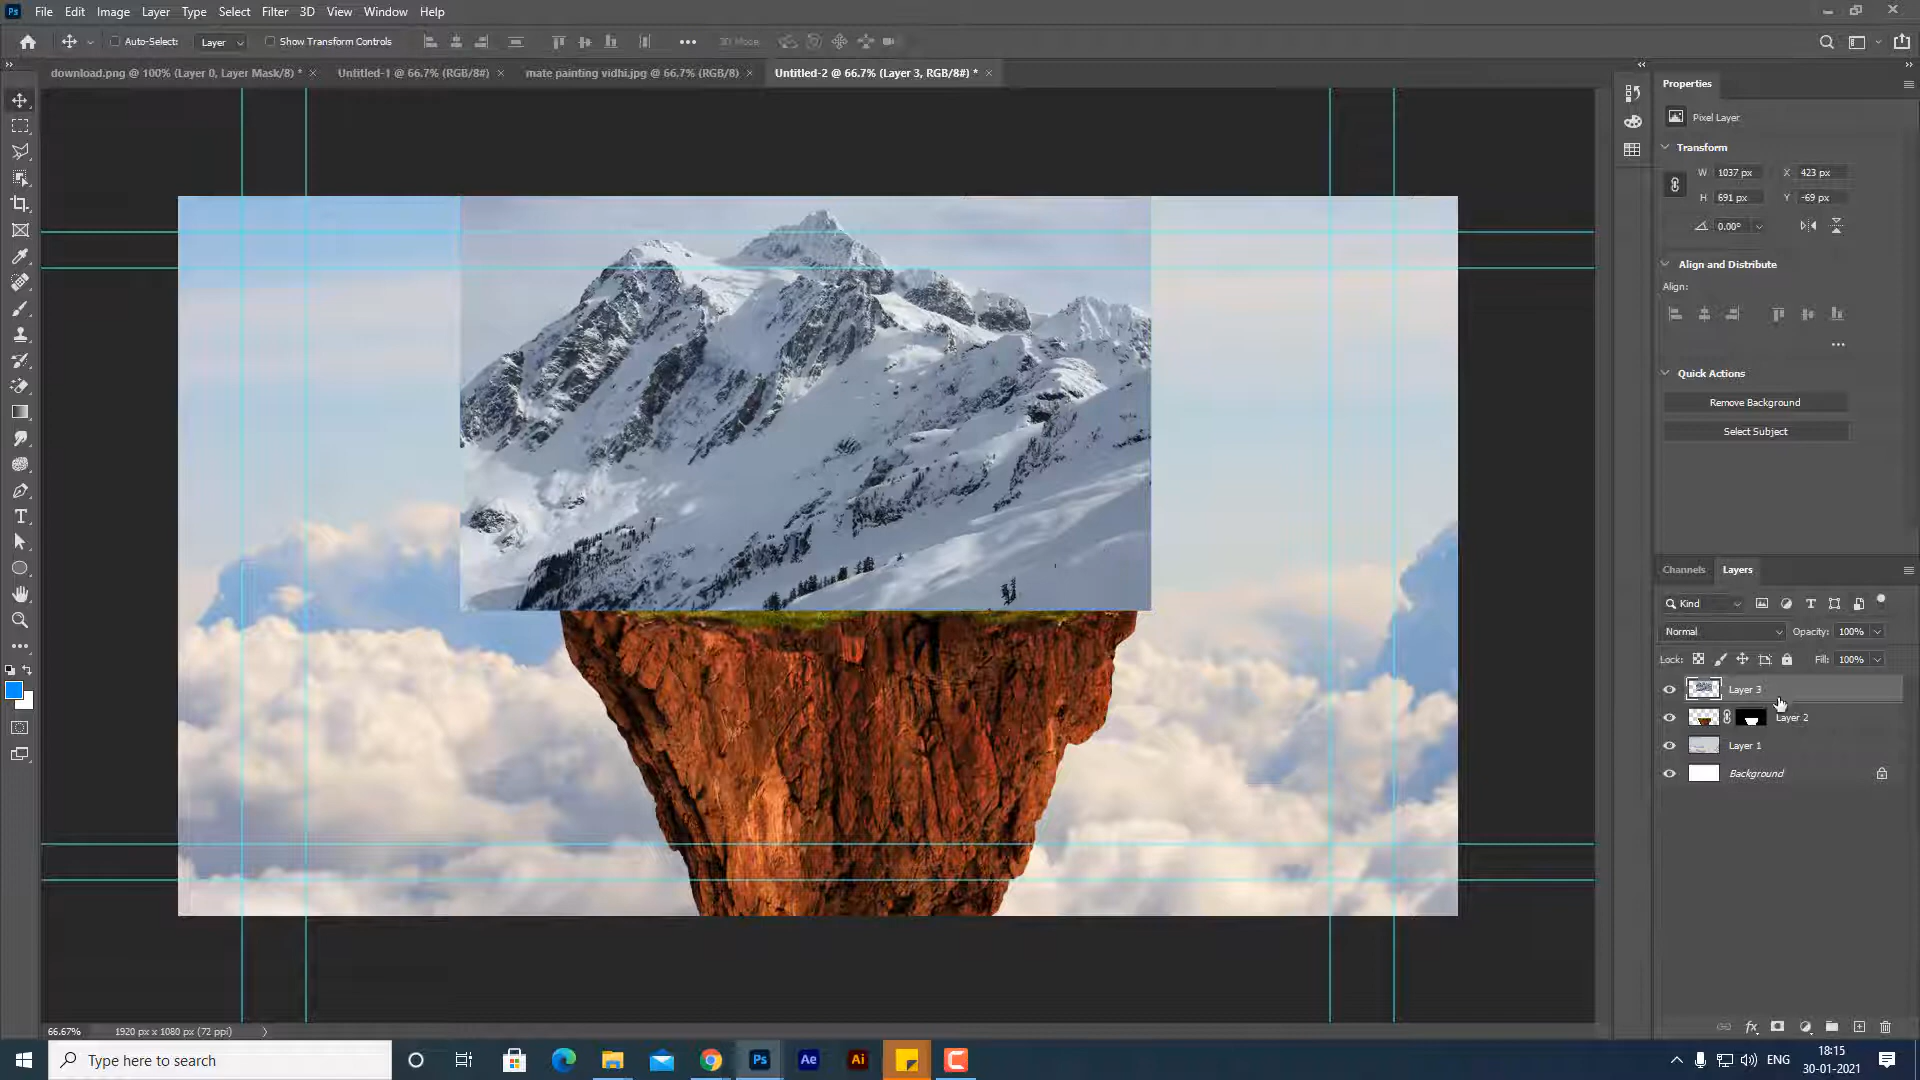 Ps File Edit Image Layer Type Select Filter 3D View Window Help
Auto-Select: Layer Show Transform Controls 3D Mode:
download.png @ 100% (Layer 0, Layer Mask/8) * × Untitled-1 @ 66.7% (RGB/8#) × mate painting vidhi.jpg @ 66.7% (RGB/8) × Untitled-2 @ 66.7% (Layer 3, RGB/8#) * ×
Properties
Pixel Layer
Transform
W 1037 px X 423 px
H 691 px Y -69 px
0.00°
Align and Distribute
Align:
Quick Actions
Remove Background
Select Subject
Channels Layers
Kind
Normal Opacity: 100%
Lock: Fill: 100%
Layer 3
Layer 2
Layer 1
Background
66.67% 1920 px x 1080 px (72 ppi)
Type here to search
Ps Ae Ai
ENG
18:15
30-01-2021